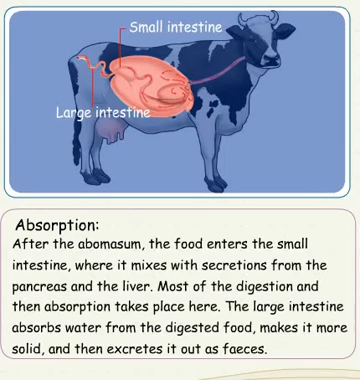 Small intestine
Large intestine
Absorption:
After the abomasum, the food enters the small
intestine, where it mixes with secretions from the
pancreas and the liver. Most of the digestion and
then absorption takes place here. The large intestine
absorbs water from the digested food, makes it more
solid, and then excretes it out as faeces.